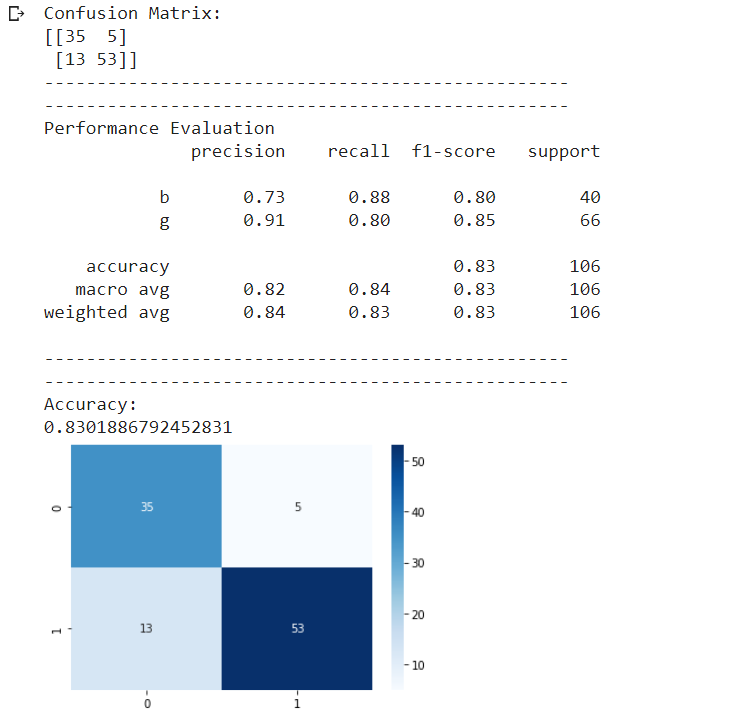 Confusion Matrix:
[[35  5]
 [13 53]]
--------------------------------------------------
--------------------------------------------------
Performance Evaluation
              precision    recall  f1-score   support

           b       0.73      0.88      0.80        40
           g       0.91      0.80      0.85        66

    accuracy                           0.83       106
   macro avg       0.82      0.84      0.83       106
weighted avg       0.84      0.83      0.83       106

--------------------------------------------------
--------------------------------------------------
Accuracy:
0.8301886792452831
0 35 5
1 13 53
0 1
50
40
30
20
10